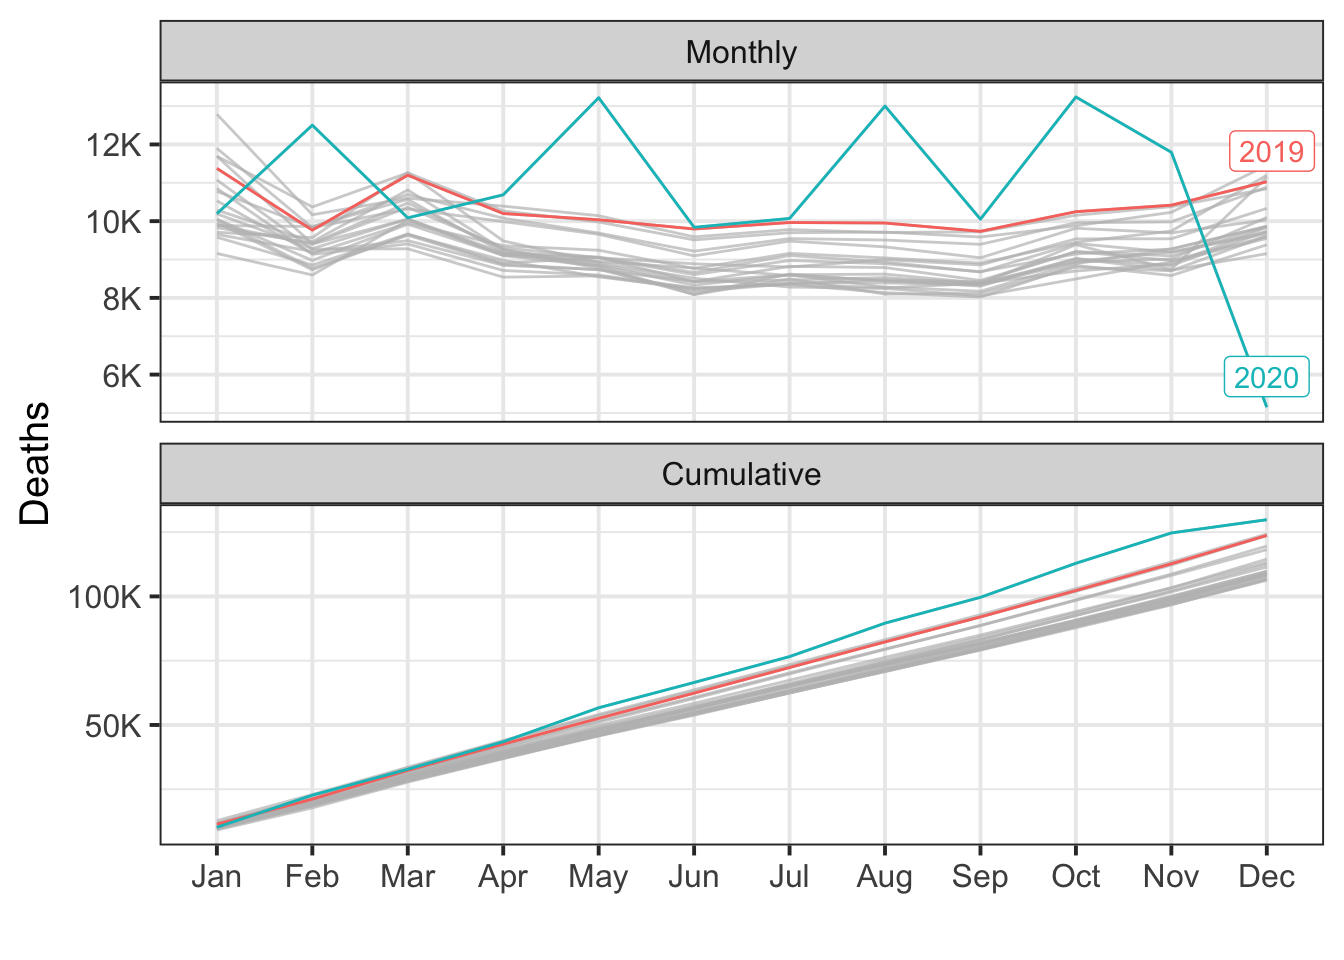 Monthly
12K
10K
8K
6K
2019
2020
Deaths
Cumulative
100K
50K
Jan Feb Mar Apr May Jun Jul Aug Sep Oct Nov Dec